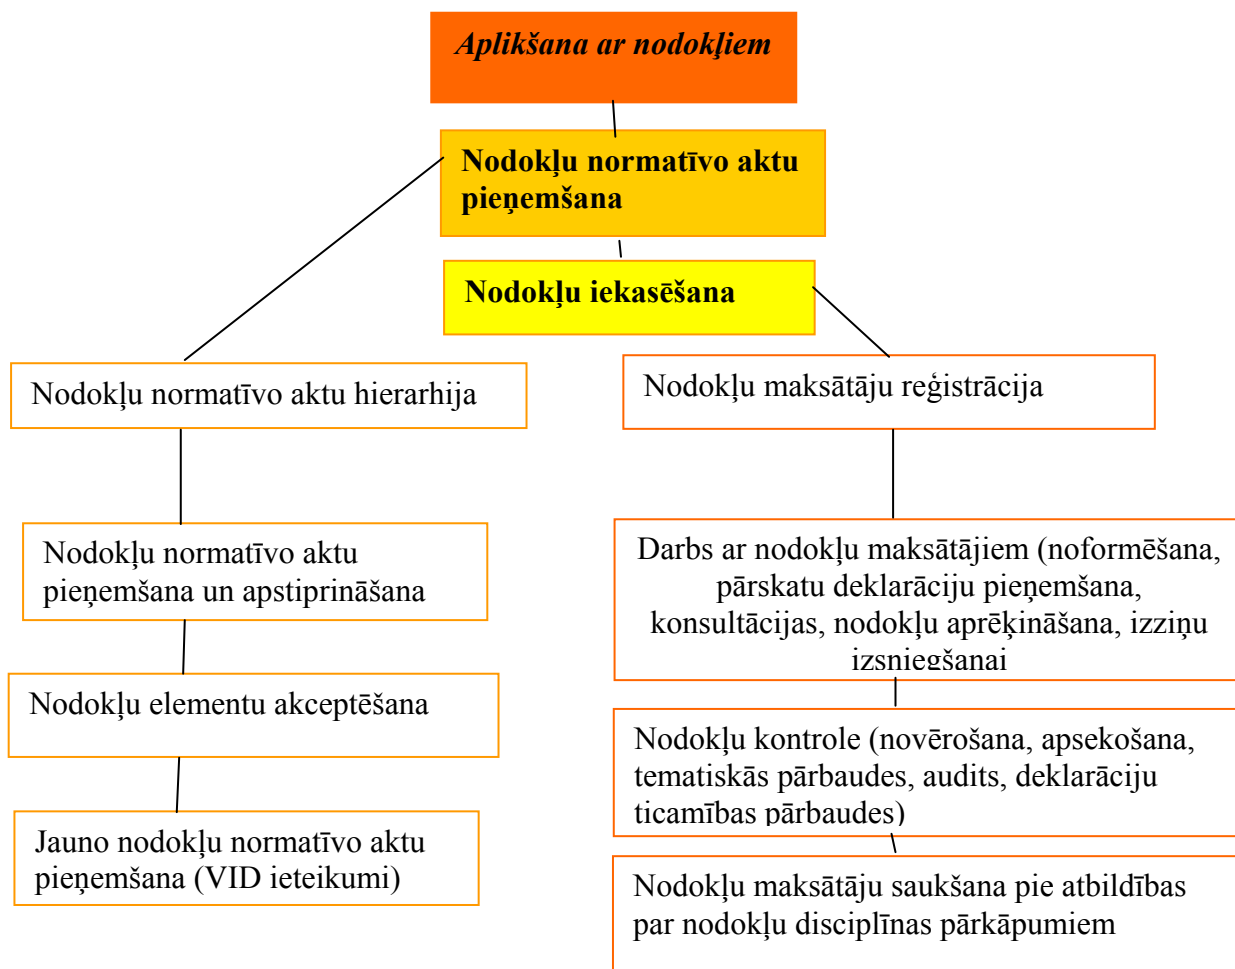 Aplikšana ar nodokļiem
Nodokļu normatīvo aktu
pieņemšana
Nodokļu iekasēšana
Nodokļu normatīvo aktu hierarhija
Nodokļu normatīvo aktu
pieņemšana un apstiprināšana
Nodokļu elementu akceptēšana
Jauno nodokļu normatīvo aktu
pieņemšana (VID ieteikumi)
Nodokļu maksātāju reģistrācija
Darbs ar nodokļu maksātājiem (noformēšana,
pārskatu deklarāciju pieņemšana,
konsultācijas, nodokļu aprēķināšana, izziņu
izsniegšanai
Nodokļu kontrole (novērošana, apsekošana,
tematiskās pārbaudes, audits, deklarāciju
ticamības pārbaudes)
Nodokļu maksātāju saukšana pie atbildības
par nodokļu disciplīnas pārkāpumiem